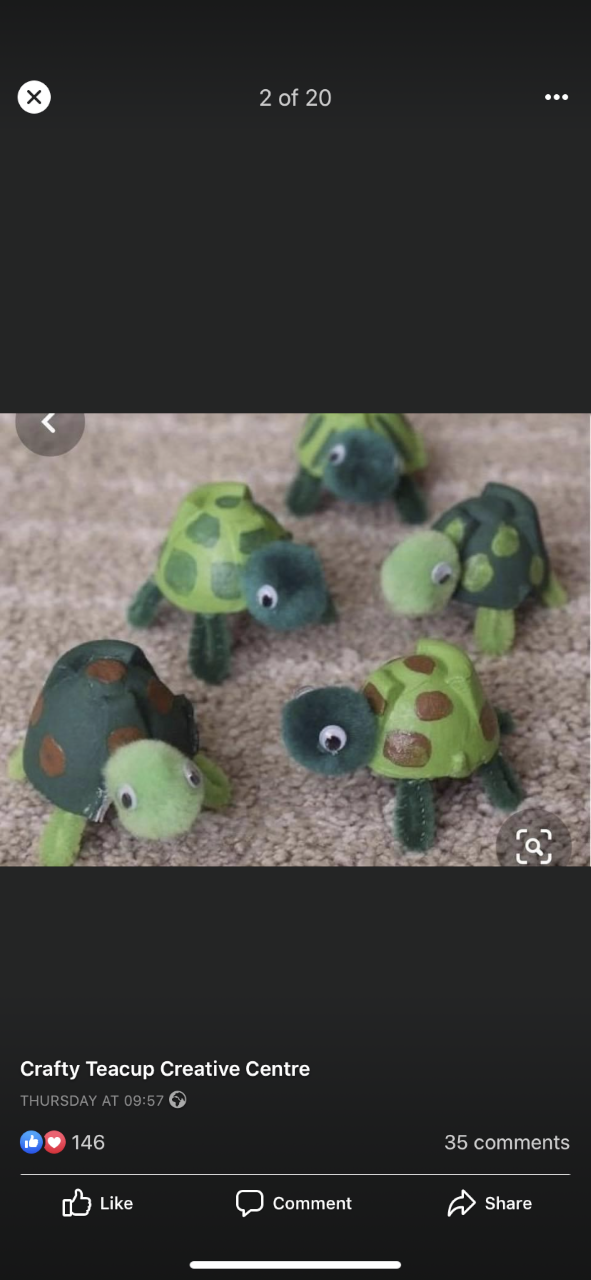 2 of 20
Crafty Teacup Creative Centre
THURSDAY AT 09:57
146
35 comments
Like
Comment
Share